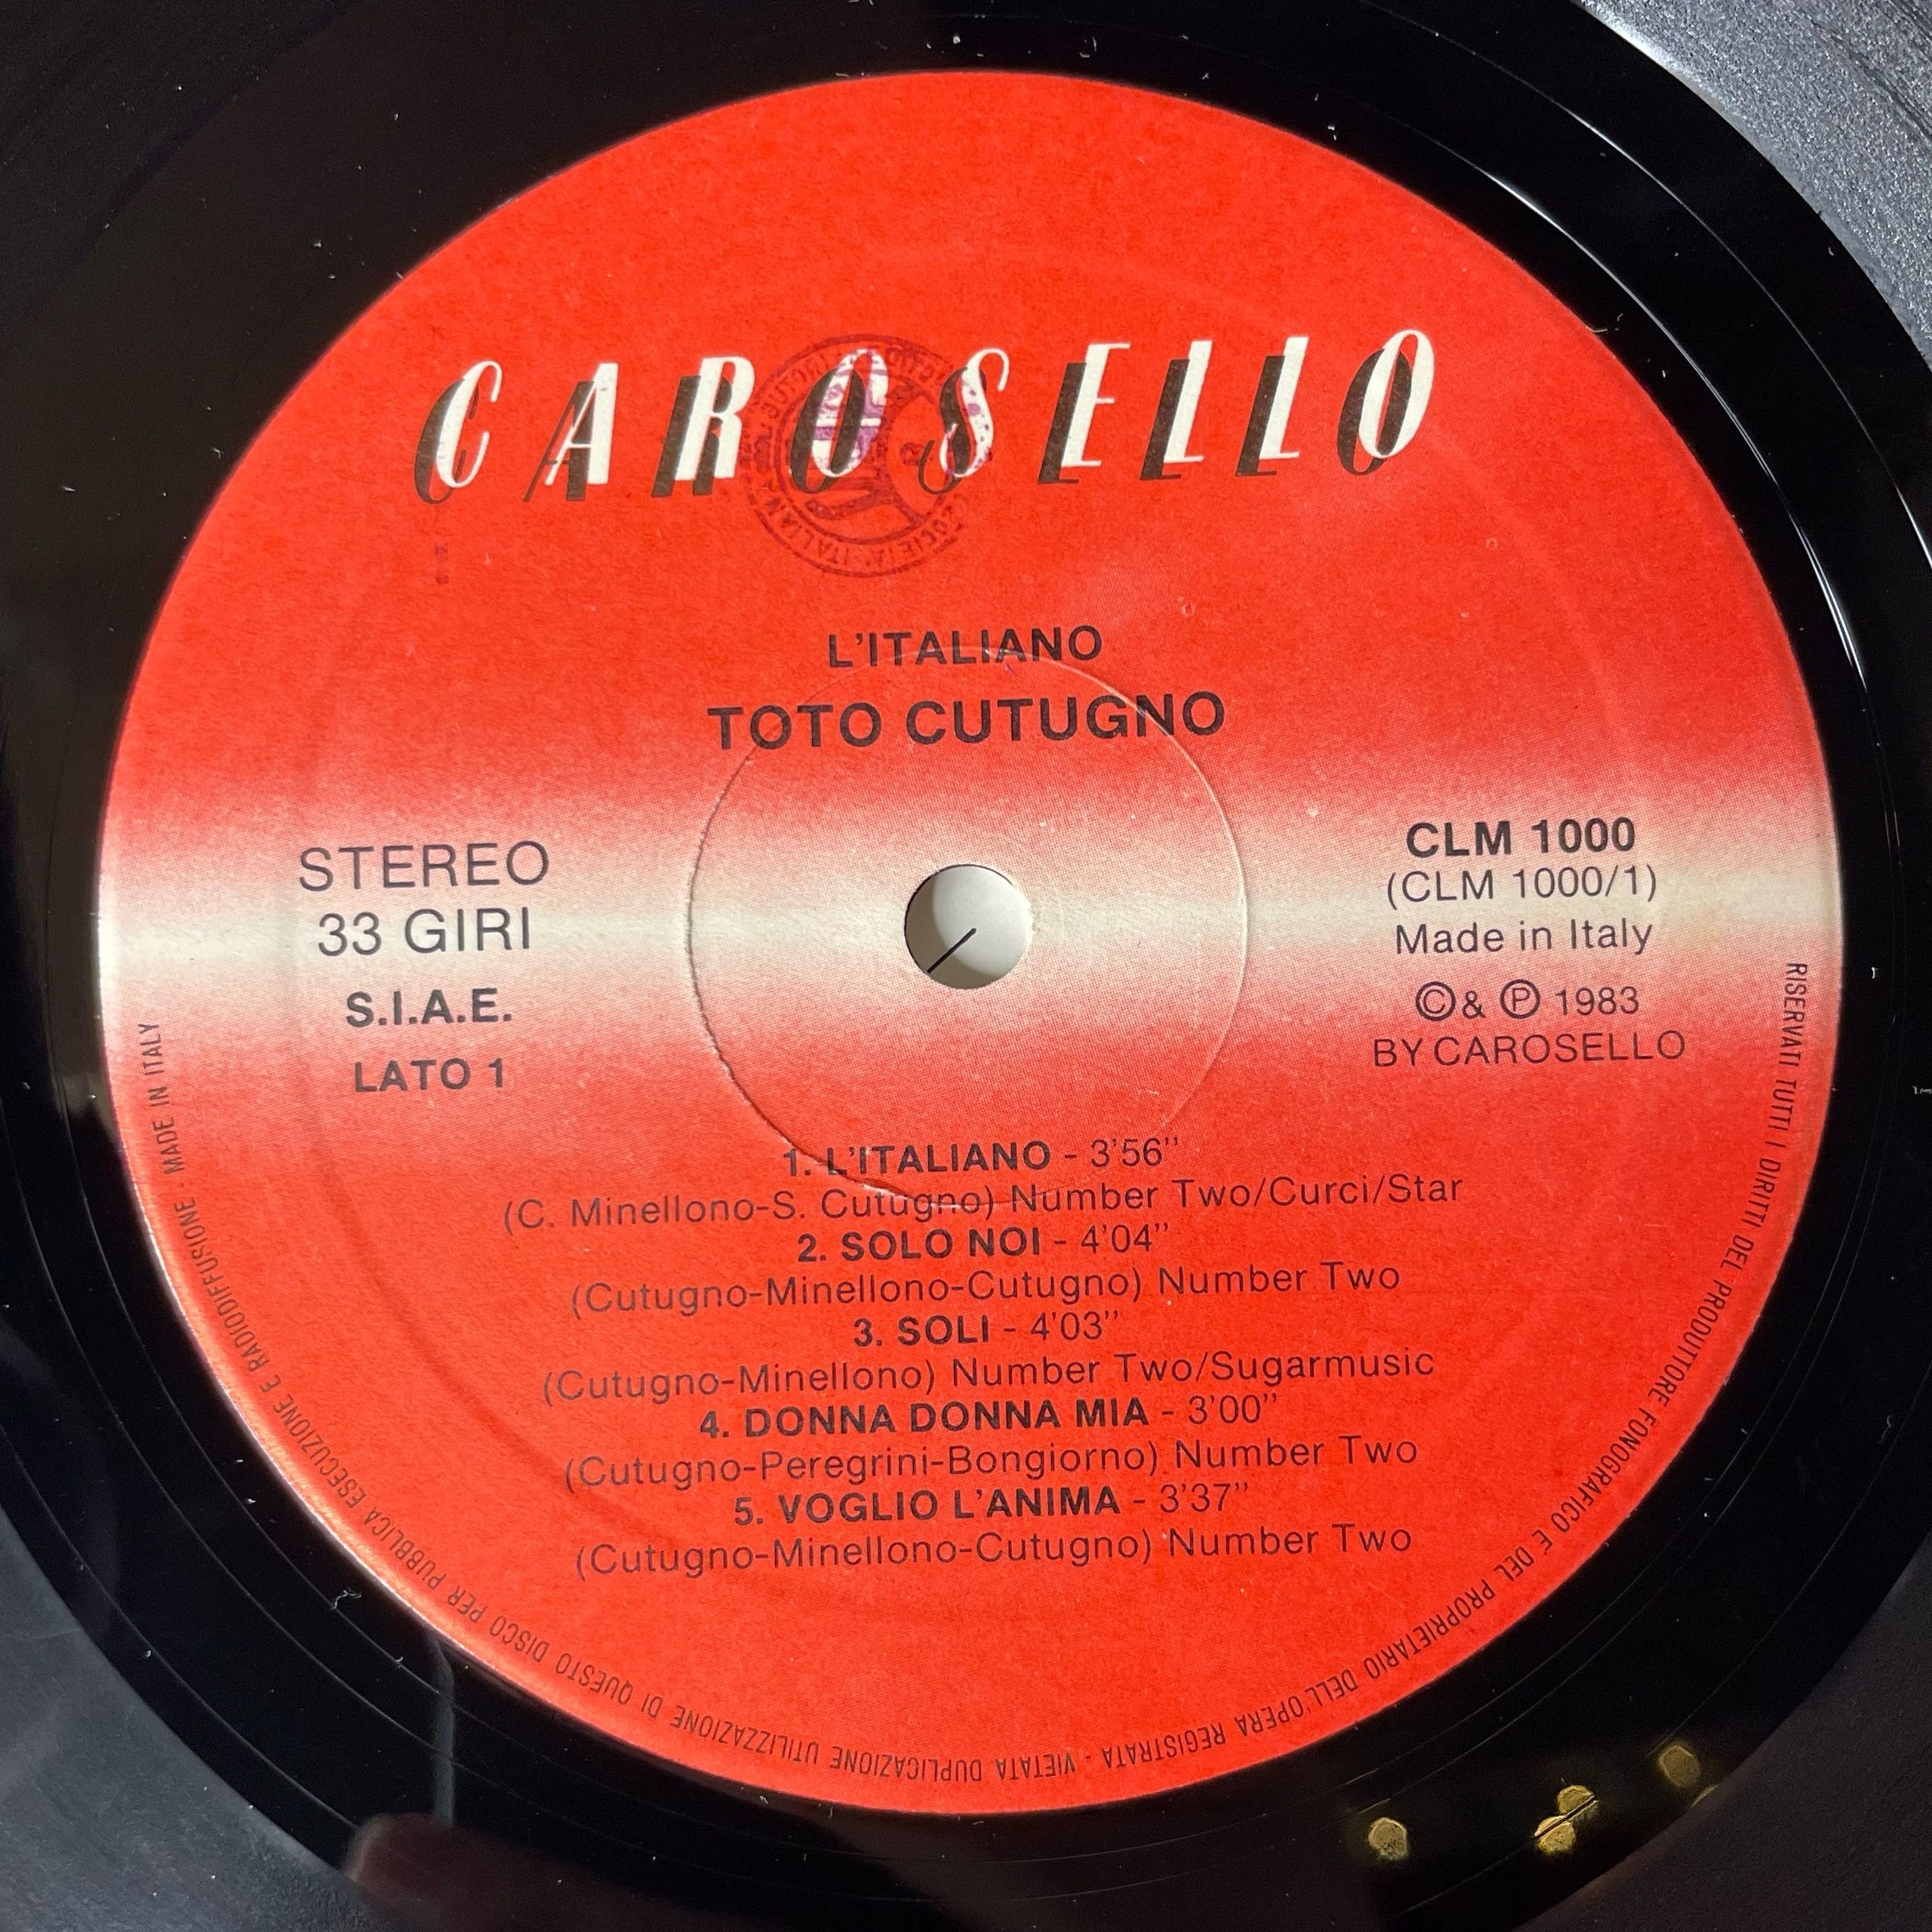 CAROSELLO
SOCIETA ITALIANA
L'ITALIANO
TOTO CUTUGNO
STEREO
33 GIRI
S.I.A.E.
LATO 1
CLM 1000
(CLM 1000/1)
Made in Italy
©& Ⓟ 1983
BY CAROSELLO
1. L'ITALIANO - 3'56''
(C. Minellono-S. Cutugno) Number Two/Curci/Star
2. SOLO NOI - 4'04''
(Cutugno-Minellono-Cutugno) Number Two
3. SOLI - 4'03''
(Cutugno-Minellono) Number Two/Sugarmusic
4. DONNA DONNA MIA - 3'00''
(Cutugno-Peregrini-Bongiorno) Number Two
5. VOGLIO L'ANIMA - 3'37''
(Cutugno-Minellono-Cutugno) Number Two
RISERVATI TUTTI I DIRITTI DEL PRODUTTORE FONOGRAFICO E DEL PROPRIETARIO DELL'OPERA REGISTRATA - VIETATA DUPLICAZIONE UTILIZZAZIONE DI QUESTO DISCO PER PUBBLICA ESECUZIONE E RADIODIFFUSIONE - MADE IN ITALY